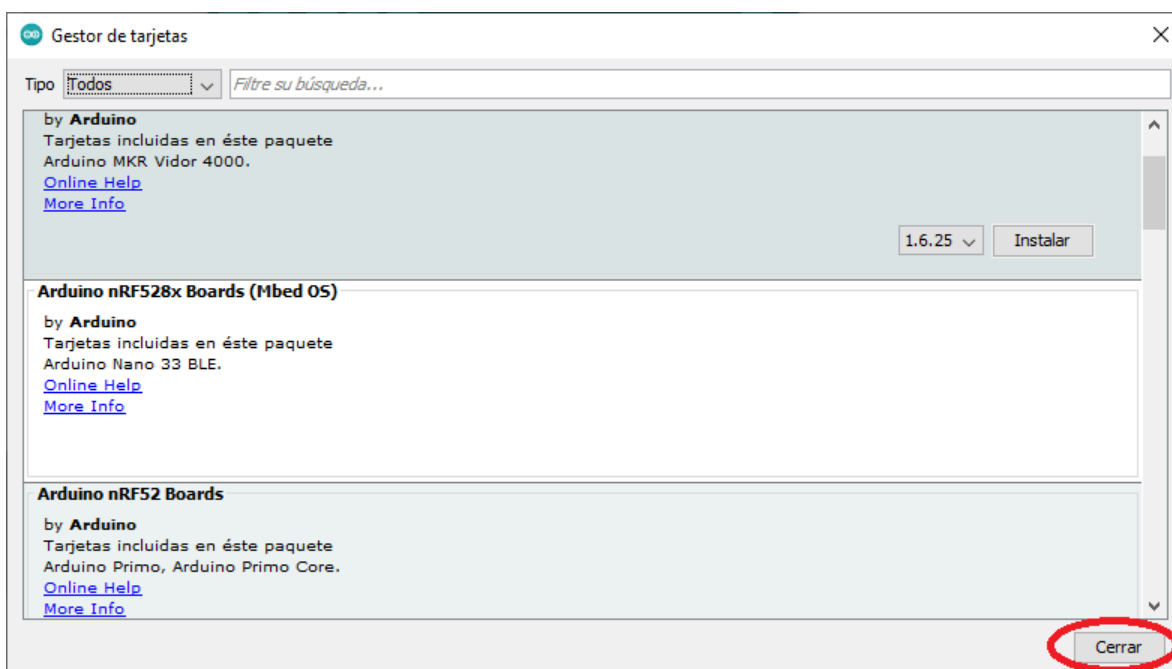 Gestor de tarjetas
Tipo Todos Filtre su búsqueda...
by Arduino
Tarjetas incluidas en éste paquete
Arduino MKR Vidor 4000.
Online Help
More Info
1.6.25 Instalar
Arduino nRF528x Boards (Mbed OS)
by Arduino
Tarjetas incluidas en éste paquete
Arduino Nano 33 BLE.
Online Help
More Info
Arduino nRF52 Boards
by Arduino
Tarjetas incluidas en éste paquete
Arduino Primo, Arduino Primo Core.
Online Help
More Info
Cerrar